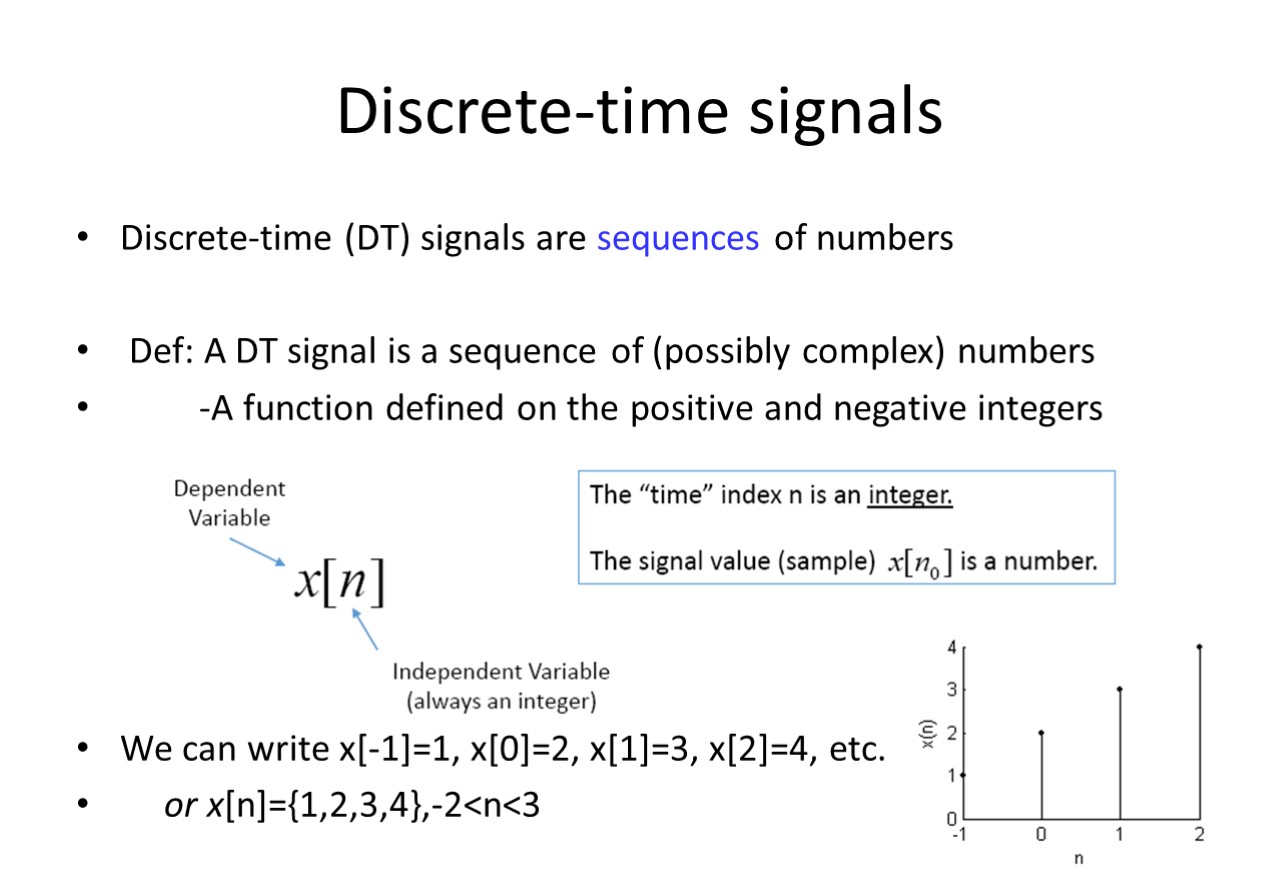 Discrete-time signals
• Discrete-time (DT) signals are sequences of numbers
• Def: A DT signal is a sequence of (possibly complex) numbers
• -A function defined on the positive and negative integers
Dependent
Variable
x[n]
Independent Variable
(always an integer)
The “time” index n is an integer.
The signal value (sample) x[n₀] is a number.
• We can write x[-1]=1, x[0]=2, x[1]=3, x[2]=4, etc.
• or x[n]={1,2,3,4},-2<n<3
4
3
2
1
0
x(n)
-1 0 1 2
n